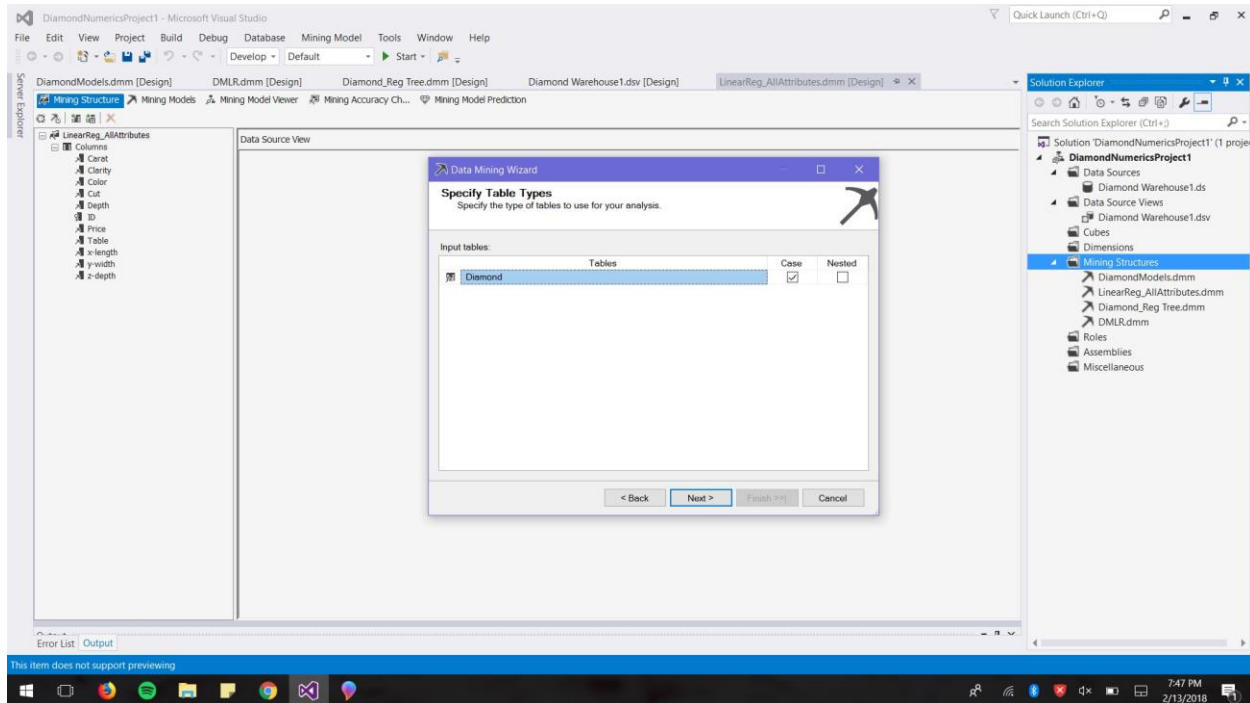 DiamondNumericsProject1 - Microsoft Visual Studio
Quick Launch (Ctrl+Q)
File Edit View Project Build Debug Database Mining Model Tools Window Help
Develop Default Start
Server Explorer
DiamondModels.dmm [Design] DMLR.dmm [Design] Diamond_Reg Tree.dmm [Design] Diamond Warehouse1.dsv [Design] LinearReg_AllAttributes.dmm [Design]
Mining Structure Mining Models Mining Model Viewer Mining Accuracy Ch... Mining Model Prediction
LinearReg_AllAttributes
Columns
Carat
Clarity
Color
Cut
Depth
ID
Price
Table
x-length
y-width
z-depth
Data Source View
Data Mining Wizard
Specify Table Types
Specify the type of tables to use for your analysis.
Input tables:
Tables Case Nested
Diamond
< Back Next > Finish >>| Cancel
Solution Explorer
Search Solution Explorer (Ctrl+;)
Solution 'DiamondNumericsProject1' (1 proje
DiamondNumericsProject1
Data Sources
Diamond Warehouse1.ds
Data Source Views
Diamond Warehouse1.dsv
Cubes
Dimensions
Mining Structures
DiamondModels.dmm
LinearReg_AllAttributes.dmm
Diamond_Reg Tree.dmm
DMLR.dmm
Roles
Assemblies
Miscellaneous
Error List Output
This item does not support previewing
7:47 PM
2/13/2018